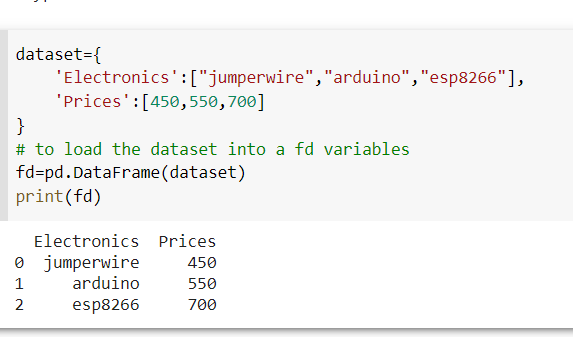 dataset={
    'Electronics':["jumperwire","arduino","esp8266"],
    'Prices':[450,550,700]
}
# to load the dataset into a fd variables
fd=pd.DataFrame(dataset)
print(fd)
  Electronics  Prices
0  jumperwire     450
1     arduino     550
2     esp8266     700